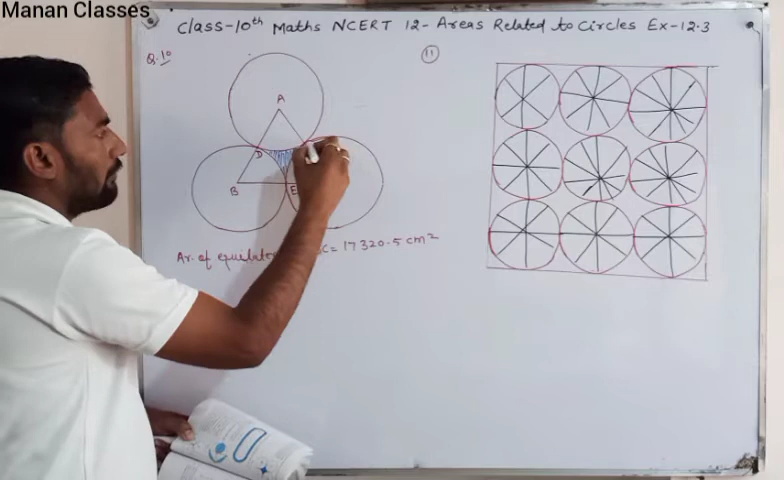 Manan Classes
Class-10th Maths NCERT 12- Areas Related to Circles Ex-12.3
Q.10
11
A
D
B
E
Ar. of C = 17320.5 cm2